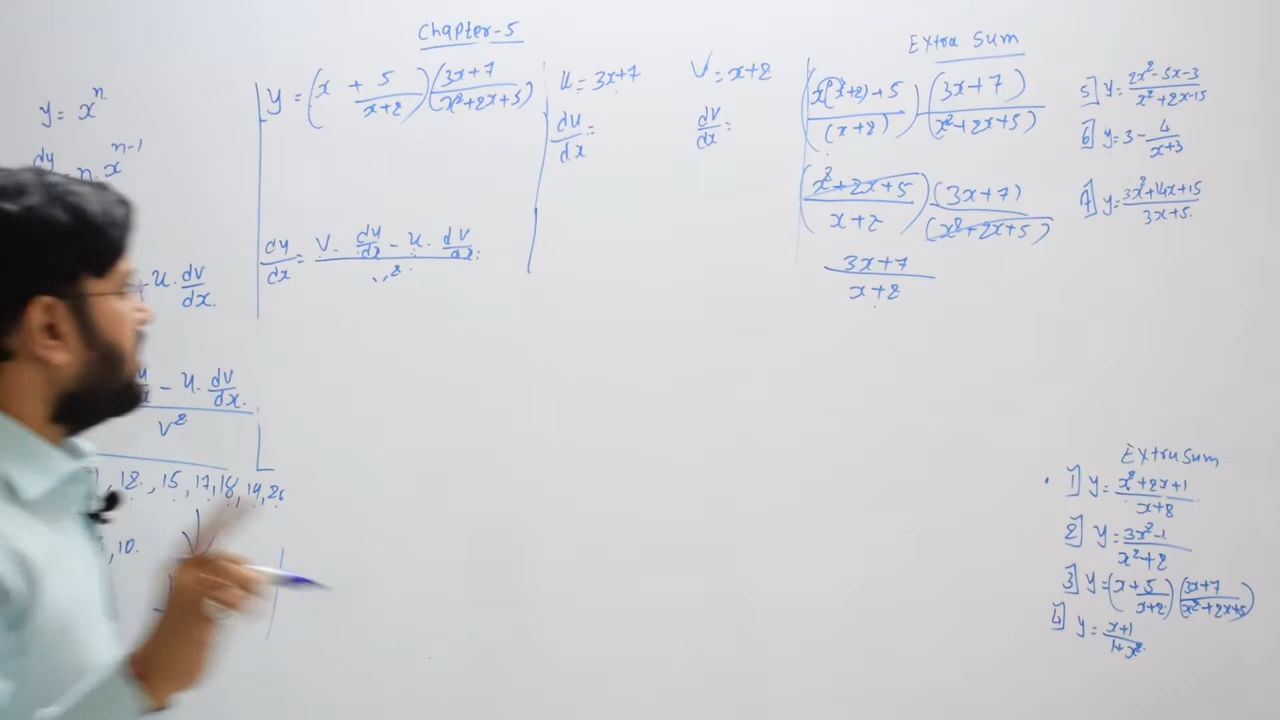 Chapter-5
Extra Sum
y = x^n
dy = n. x^(n-1)
+ u. dv/dx.
- u. dv/dx.
v²
, 12., 15, 17, 18, 19, 20
, 10.
y = (x + 5/(x+2)) ((3x+7)/(x²+2x+5))
dy/dx = (v. du/dx - u. dv/dx)/v²
u = 3x+7
du/dx =
v = x+2
dv/dx =
((x(x+2)+5)/(x+2)) ((3x+7)/(x²+2x+5))
((x²+2x+5)/(x+2)) (3x+7)/(x²+2x+5)
(3x+7)/(x+2)
5] y = (2x²-5x-3)/(x²+2x-15)
6] y = 3 - 4/(x+3)
7] y = (3x²+14x+15)/(3x+5)
Extra Sum
1] y = (x²+2x+1)/(x+8)
2] y = (3x²-1)/(x²+2)
3] y = (x + 5/(x+2)) ((3x+7)/(x²+2x+5))
4] y = (x+1)/(1+x²)